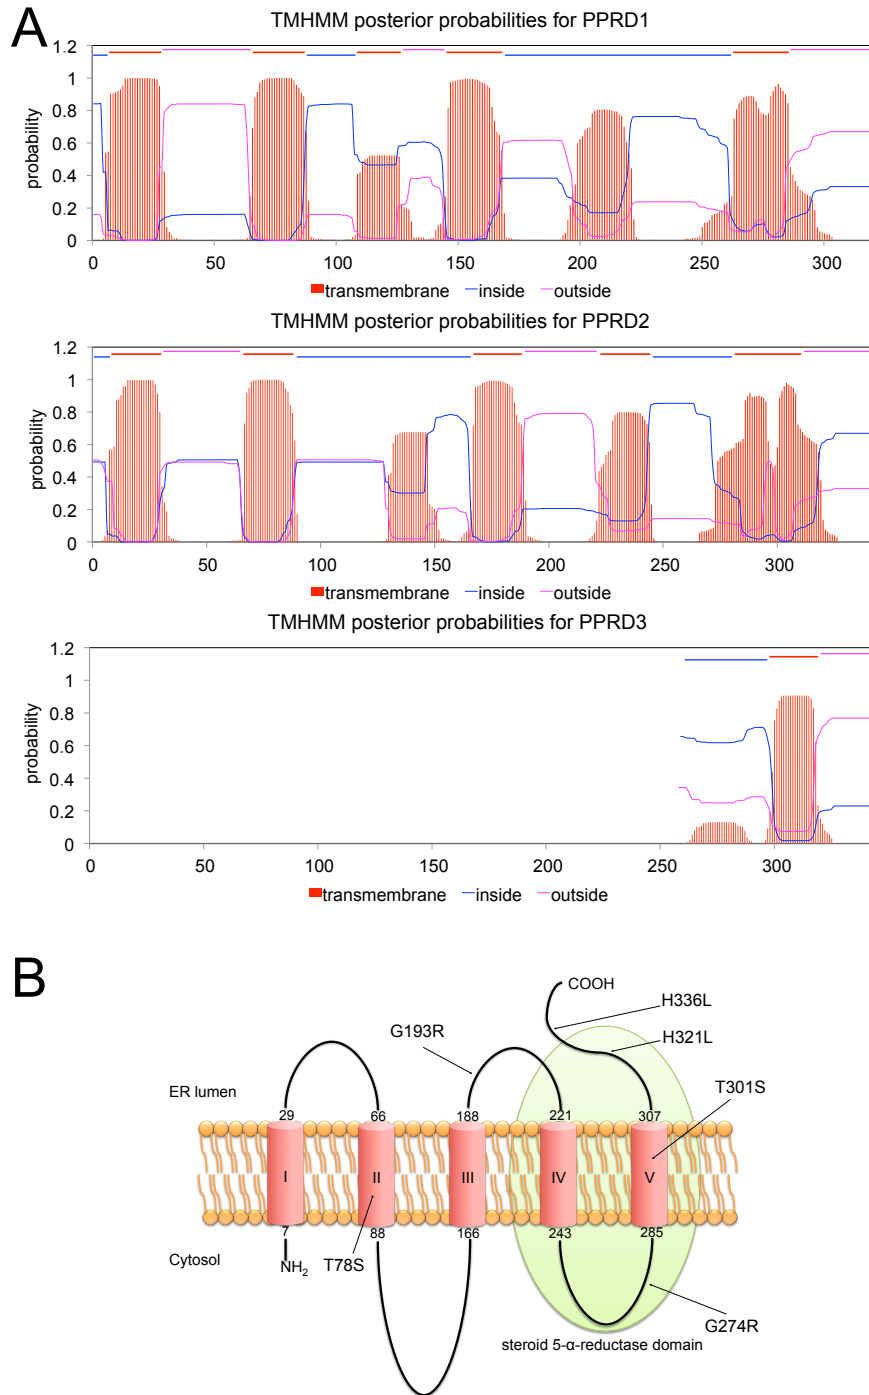 A
TMHMM posterior probabilities for PPRD1
probability
1.2
1
0.8
0.6
0.4
0.2
0
0 50 100 150 200 250 300
transmembrane inside outside
TMHMM posterior probabilities for PPRD2
probability
1.2
1
0.8
0.6
0.4
0.2
0
0 50 100 150 200 250 300
transmembrane inside outside
TMHMM posterior probabilities for PPRD3
probability
1.2
1
0.8
0.6
0.4
0.2
0
0 50 100 150 200 250 300
transmembrane inside outside
B
COOH
H336L
G193R
H321L
T301S
ER lumen
29 66 188 221 307
I II III IV V
7 88 166 243 285
Cytosol
NH2
T78S
G274R
steroid 5-α-reductase domain